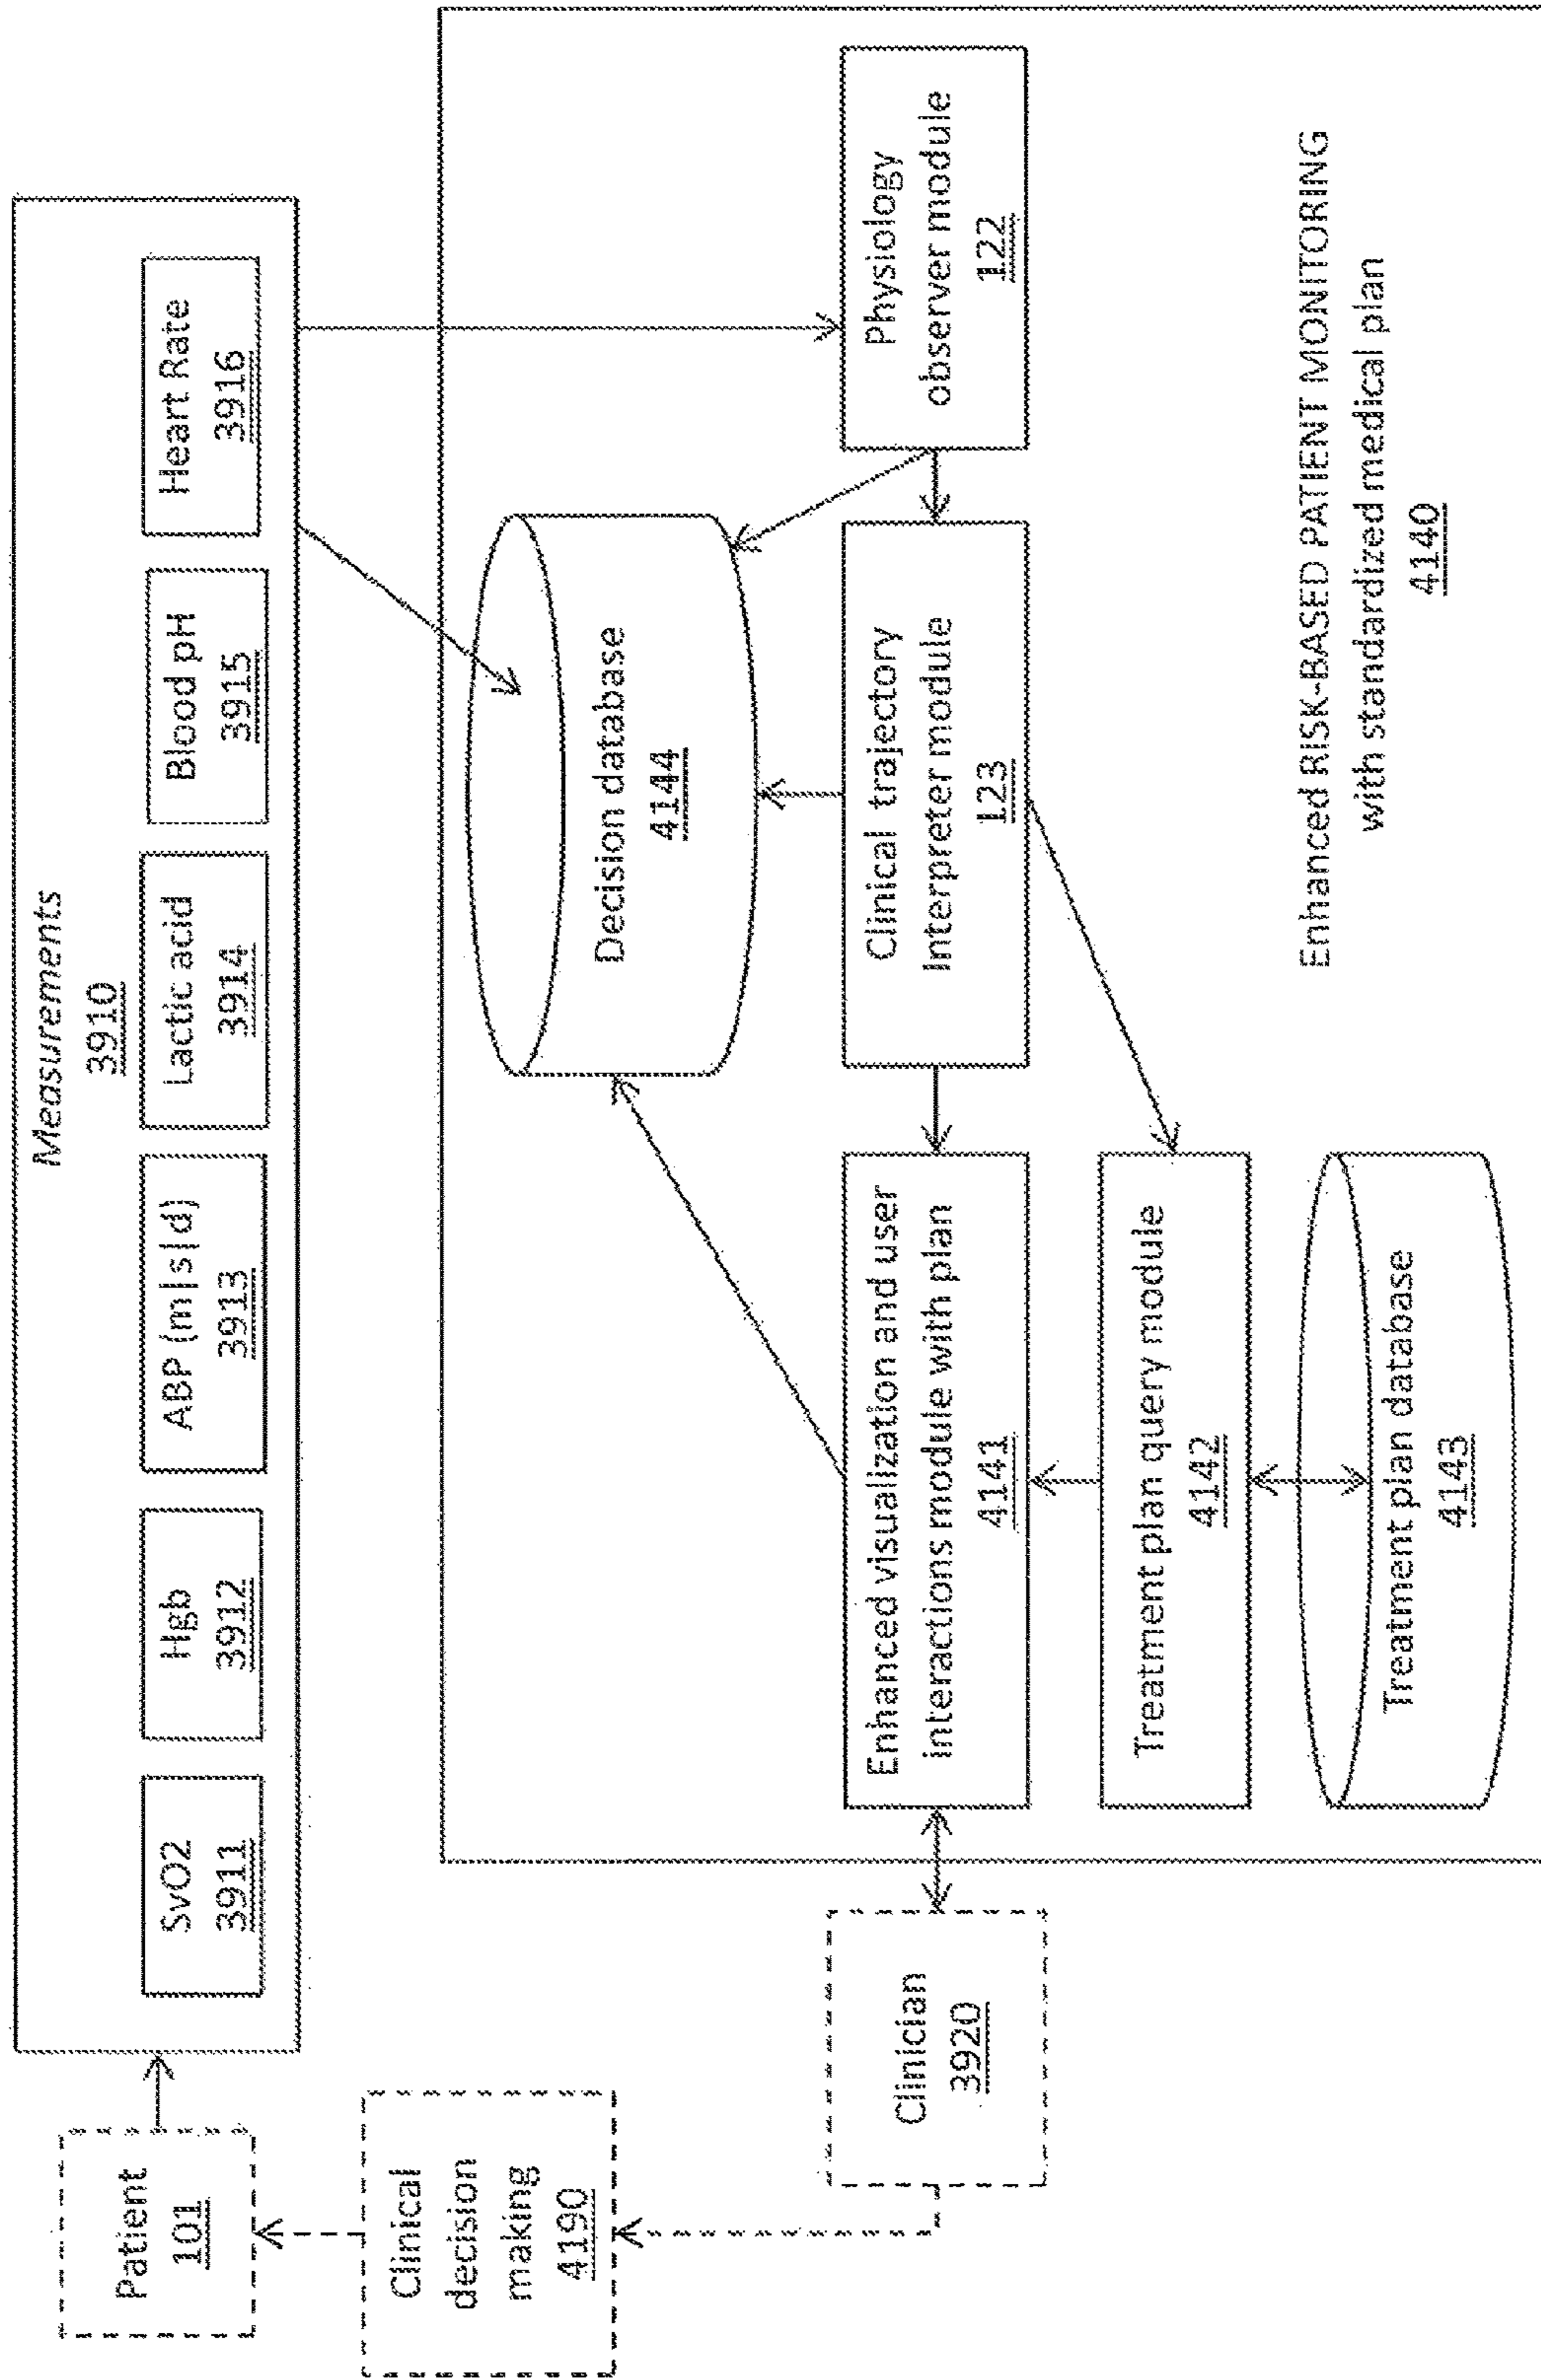 Patient
101
Clinical
decision
making
4190
Clinician
3920
Measurements
3910
SvO2
3911
Hgb
3912
ABP (m|s|d)
3913
Lactic acid
3914
Blood pH
3915
Heart Rate
3916
Decision database
4144
Enhanced visualization and user
interactions module with plan
4141
Clinical trajectory
Interpreter module
123
Physiology
observer module
122
Treatment plan query module
4142
Treatment plan database
4143
Enhanced RISK-BASED PATIENT MONITORING
with standardized medical plan
4140